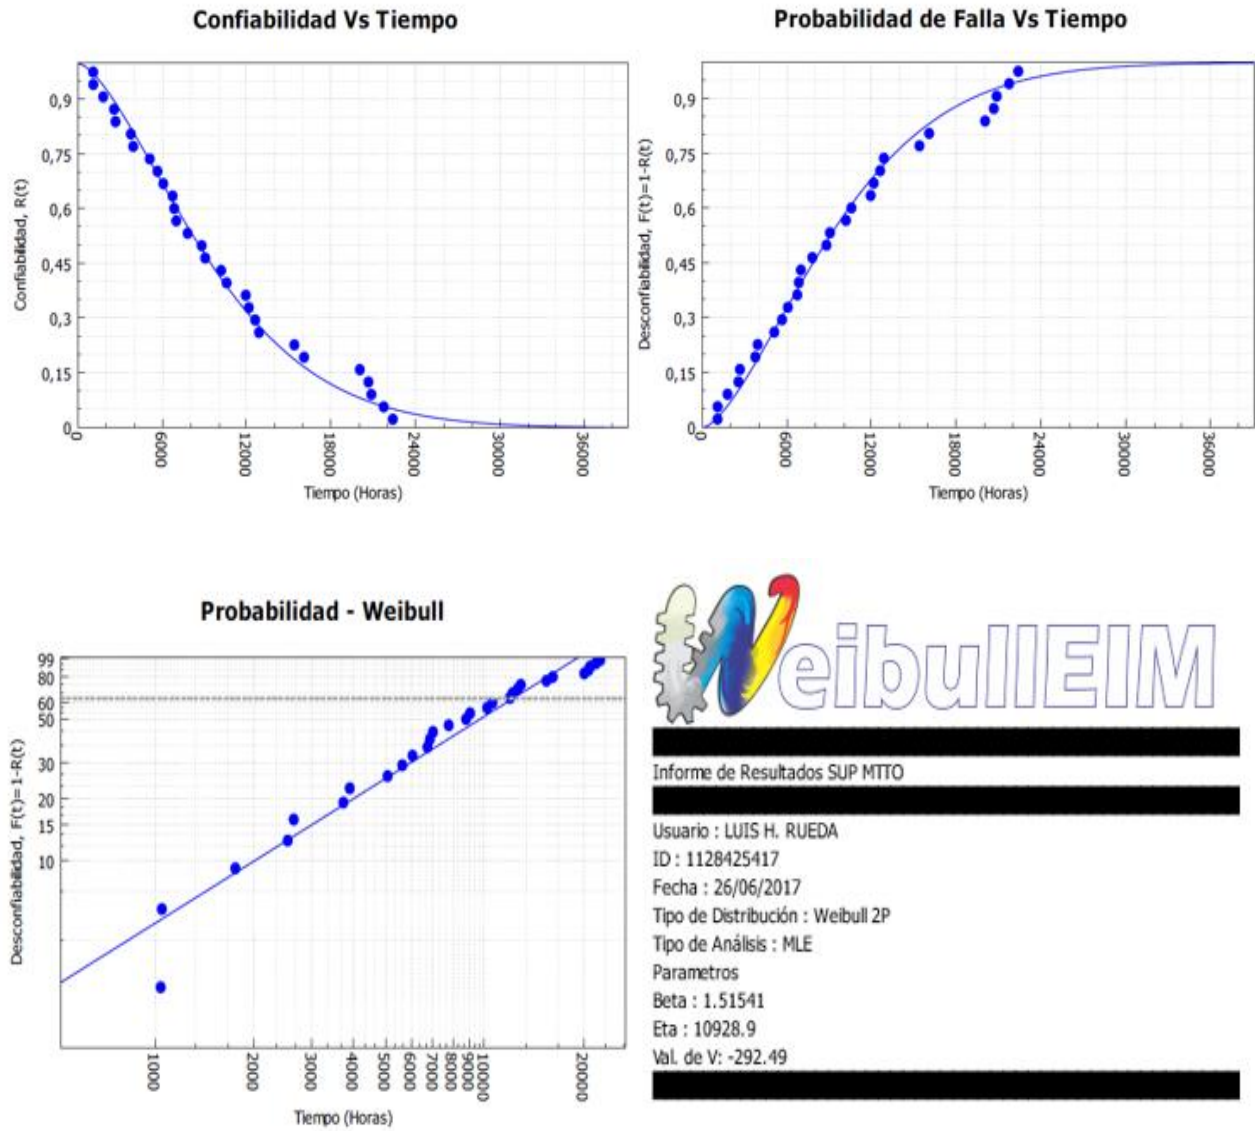 Confiabilidad Vs Tiempo
Confiabilidad, R(t)
0,9
0,75
0,6
0,45
0,3
0,15
0
0
6000
12000
18000
24000
30000
36000
Tiempo (Horas)
Probabilidad de Falla Vs Tiempo
Desconfiabilidad, F(t)=1-R(t)
0,9
0,75
0,6
0,45
0,3
0,15
0
0
6000
12000
18000
24000
30000
36000
Tiempo (Horas)
Probabilidad - Weibull
Desconfiabilidad, F(t)=1-R(t)
99
80
60
50
30
20
15
10
1000
2000
3000
4000
5000
6000
7000
8000
9000
10000
20000
Tiempo (Horas)
WeibullEIM
Informe de Resultados SUP MTTO
Usuario : LUIS H. RUEDA
ID : 1128425417
Fecha : 26/06/2017
Tipo de Distribución : Weibull 2P
Tipo de Análisis : MLE
Parametros
Beta : 1.51541
Eta : 10928.9
Val. de V: -292.49